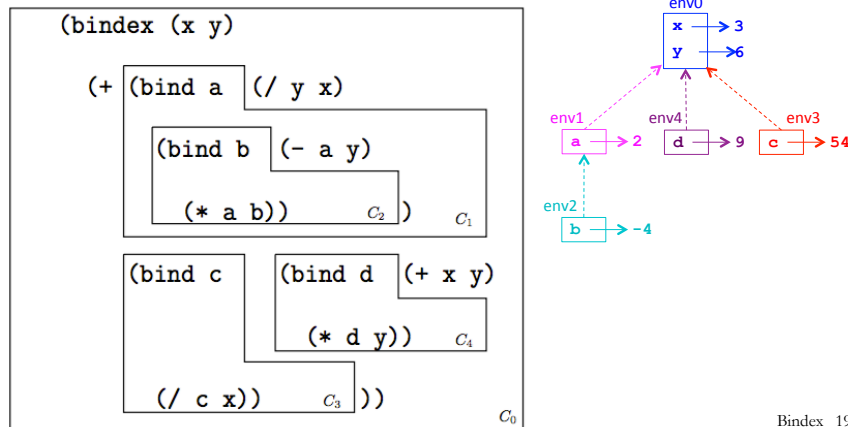 (bindex (x y)
(+ (bind a (/ y x)
(bind b (- a y)
(* a b)) C2 ) C1
(bind c (bind d (+ x y)
(* d y)) C4
(/ c x)) C3 ))
C0
env0
x 3
y 6
env1 env4 env3
a 2 d 9 c 54
env2
b -4
Bindex 19